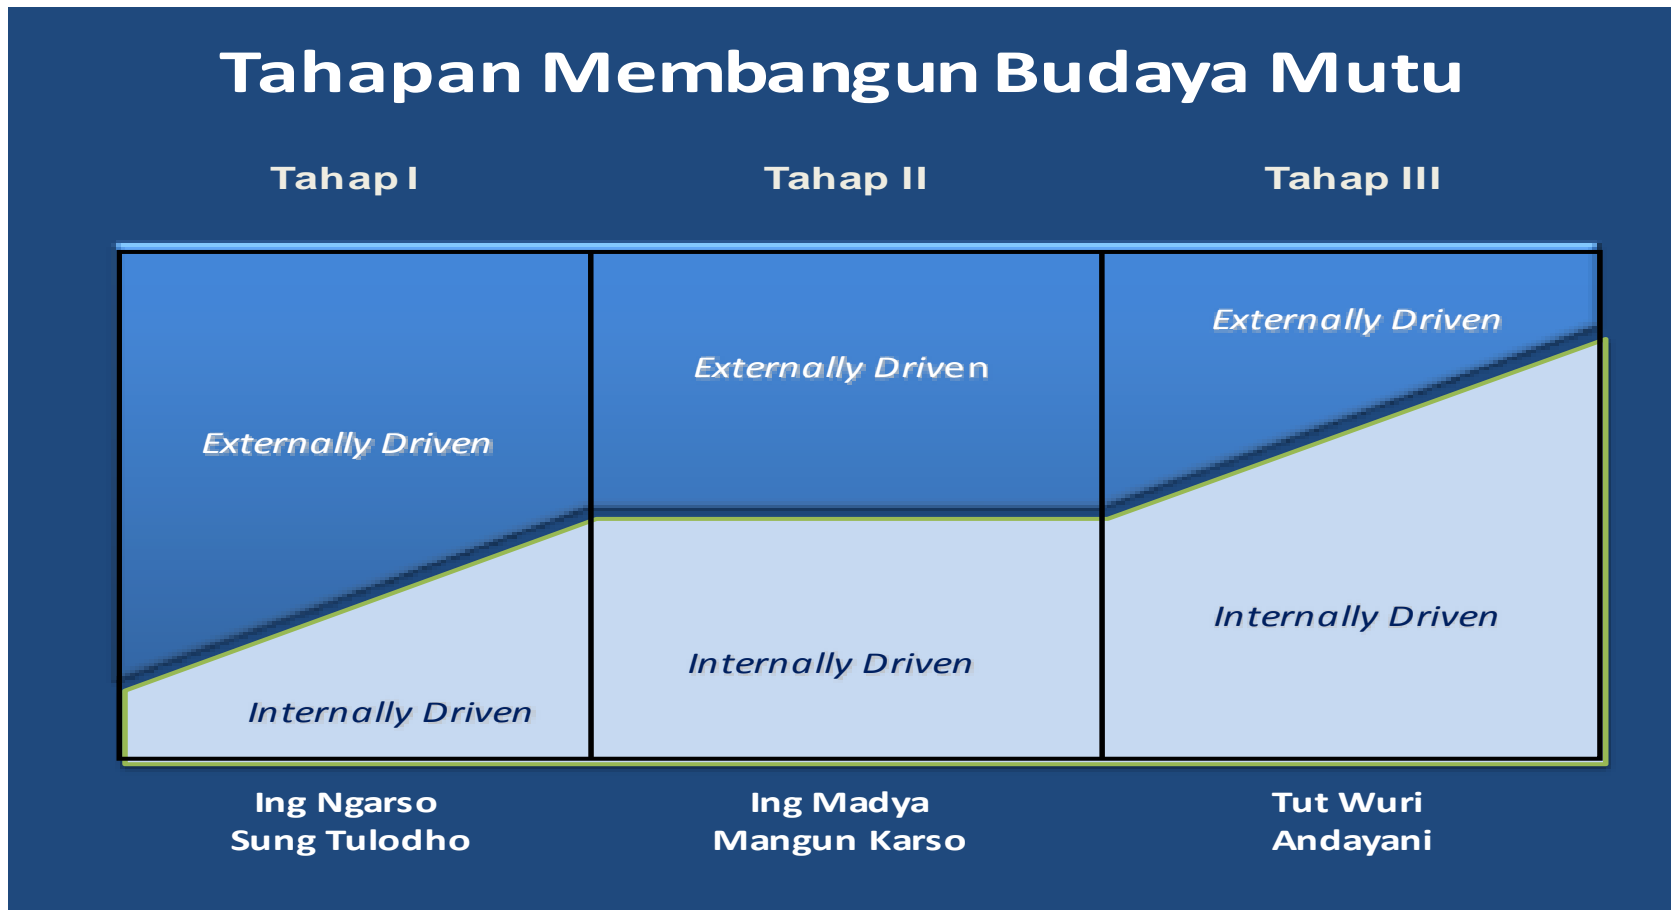 Tahapan Membangun Budaya Mutu
Tahap I
Tahap II
Tahap III
Externally Driven
Externally Driven
Externally Driven
Internally Driven
Internally Driven
Internally Driven
Ing Ngarso
Sung Tulodho
Ing Madya
Mangun Karso
Tut Wuri
Andayani